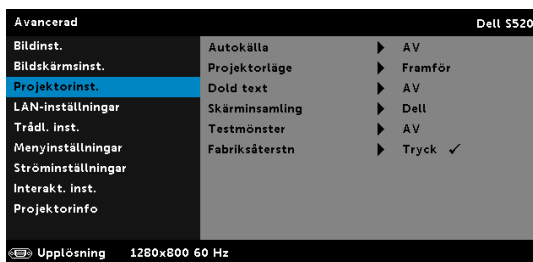 Avancerad Dell S520
Bildinst.
Bildskärmsinst.
Projektorinst.
LAN-inställningar
Trådl. inst.
Menyinställningar
Ströminställningar
Interakt. inst.
Projektorinfo
Autokälla AV
Projektorläge Framför
Dold text AV
Skärminsamling Dell
Testmönster AV
Fabriksåterstn Tryck ✓
Upplösning 1280x800 60 Hz